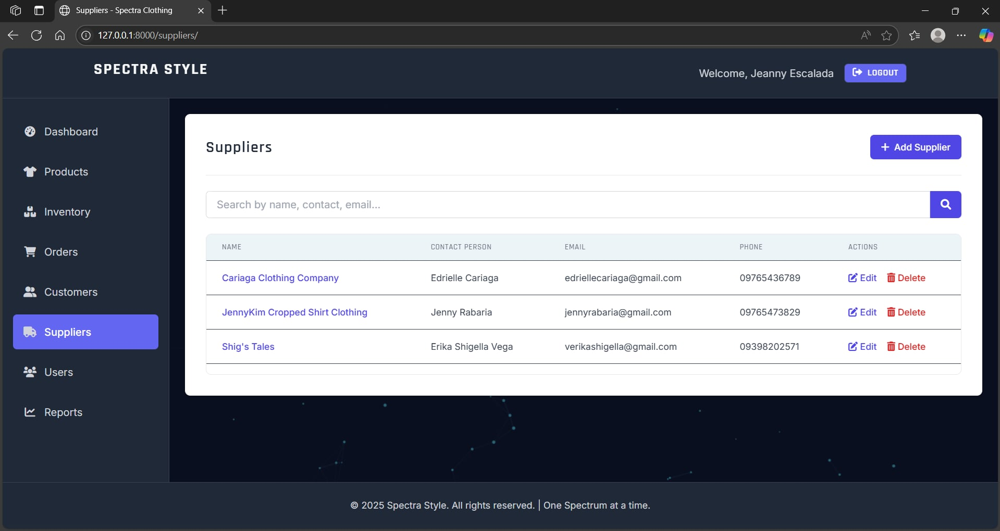 Suppliers - Spectra Clothing
127.0.0.1:8000/suppliers/
SPECTRA STYLE
Welcome, Jeanny Escalada
LOGOUT
Dashboard
Products
Inventory
Orders
Customers
Suppliers
Users
Reports
Suppliers
+ Add Supplier
Search by name, contact, email...
NAME CONTACT PERSON EMAIL PHONE ACTIONS
Cariaga Clothing Company Edrielle Cariaga edriellecariaga@gmail.com 09765436789 Edit Delete
JennyKim Cropped Shirt Clothing Jenny Rabaria jennyrabaria@gmail.com 09765473829 Edit Delete
Shig's Tales Erika Shigella Vega verikashigella@gmail.com 09398202571 Edit Delete
© 2025 Spectra Style. All rights reserved. | One Spectrum at a time.